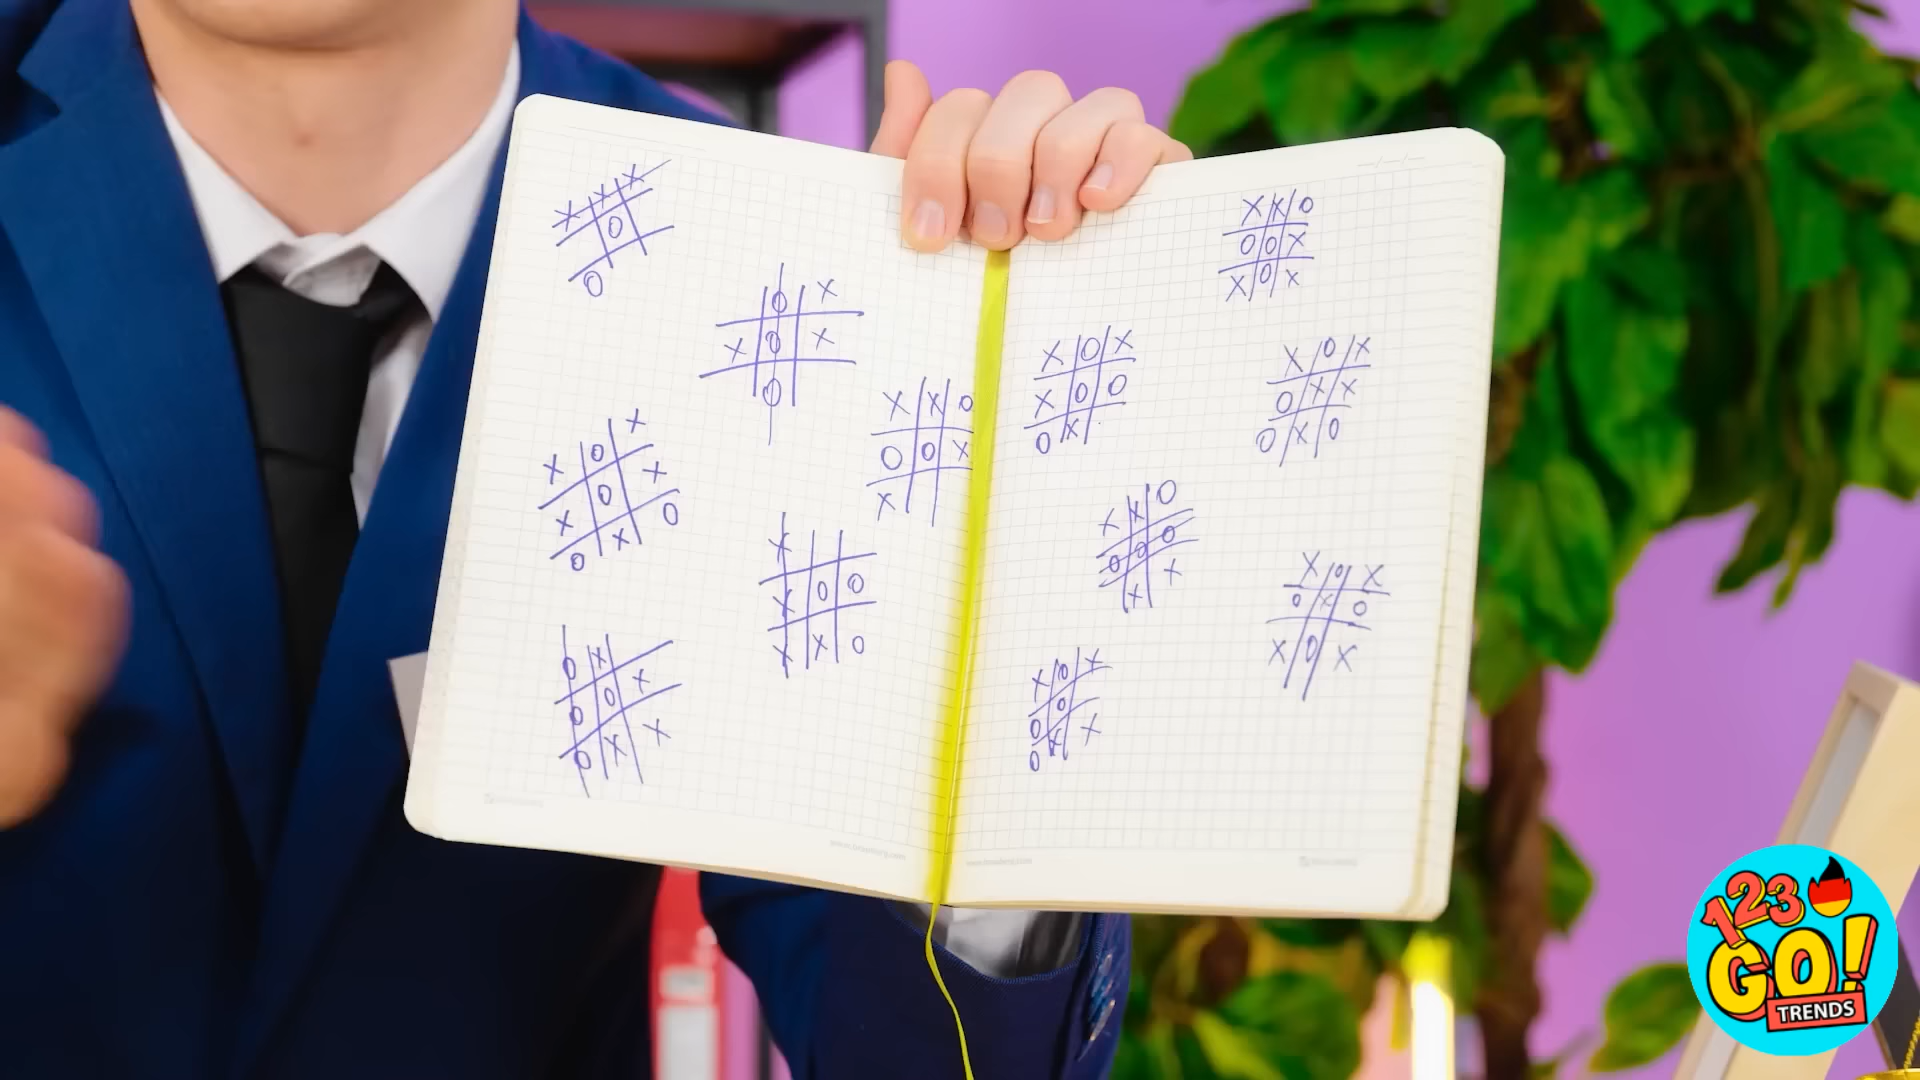 X X X
O
O
O X
X O X
O
X X O
O O X
X
X O X
X O X
O X O
X
X O O
X X O
O X
O O X
O X X
X X O
O O X
X O X
X O X
X O O
O X
X O X
O X X
O X O
X X O
O O O
X X
X O X
O X O
X O X
X O X
O O
O X X
O
123
GO!
TRENDS